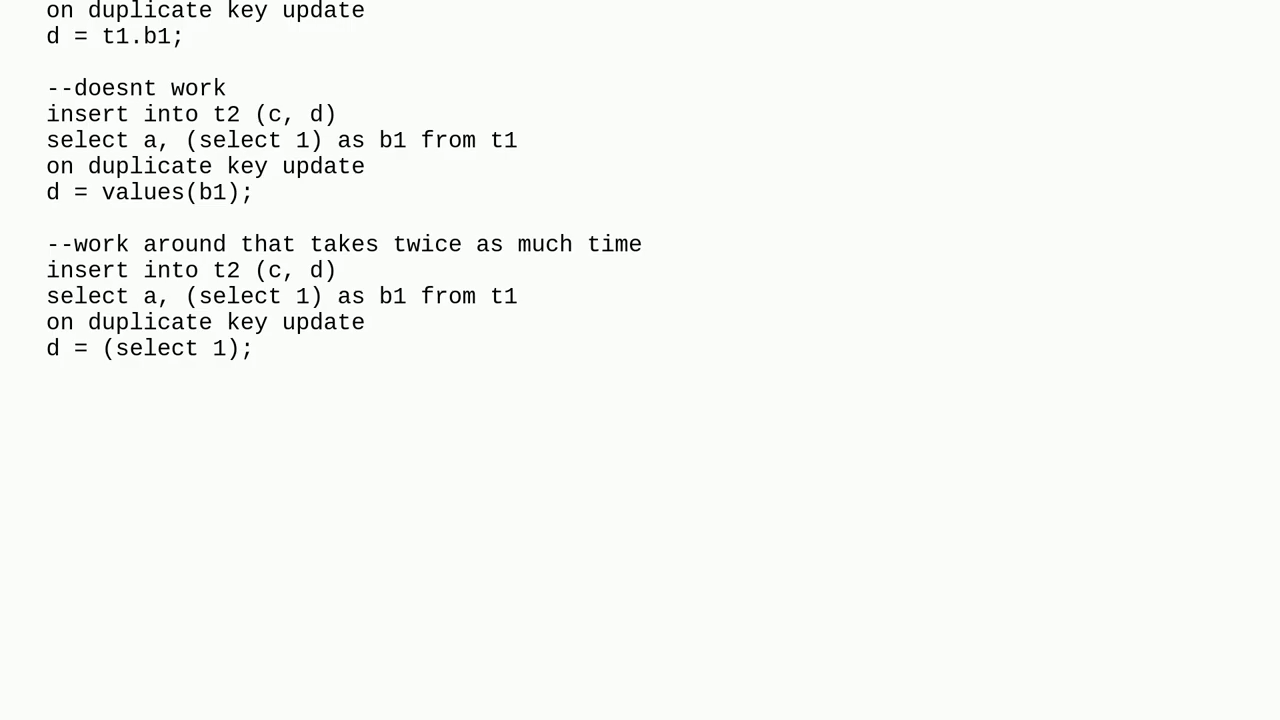 on duplicate key update
d = t1.b1;
--doesnt work
insert into t2 (c, d)
select a, (select 1) as b1 from t1
on duplicate key update
d = values(b1);
--work around that takes twice as much time
insert into t2 (c, d)
select a, (select 1) as b1 from t1
on duplicate key update
d = (select 1);